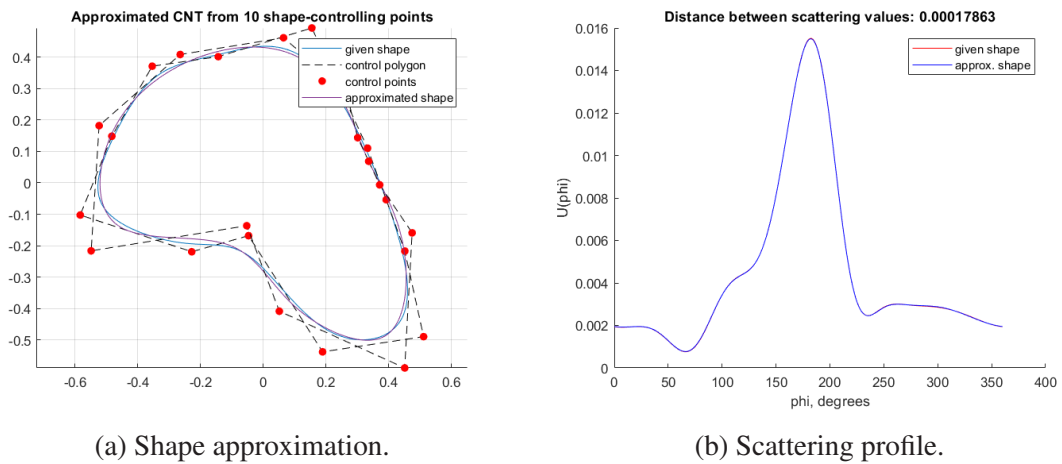 Approximated CNT from 10 shape-controlling points
given shape
control polygon
control points
approximated shape
0.4
0.3
0.2
0.1
0
-0.1
-0.2
-0.3
-0.4
-0.5
-0.6 -0.4 -0.2 0 0.2 0.4 0.6
(a) Shape approximation.
Distance between scattering values: 0.00017863
given shape
approx. shape
0.016
0.014
0.012
0.01
0.008
0.006
0.004
0.002
0
U(phi)
0 50 100 150 200 250 300 350 400
phi, degrees
(b) Scattering profile.